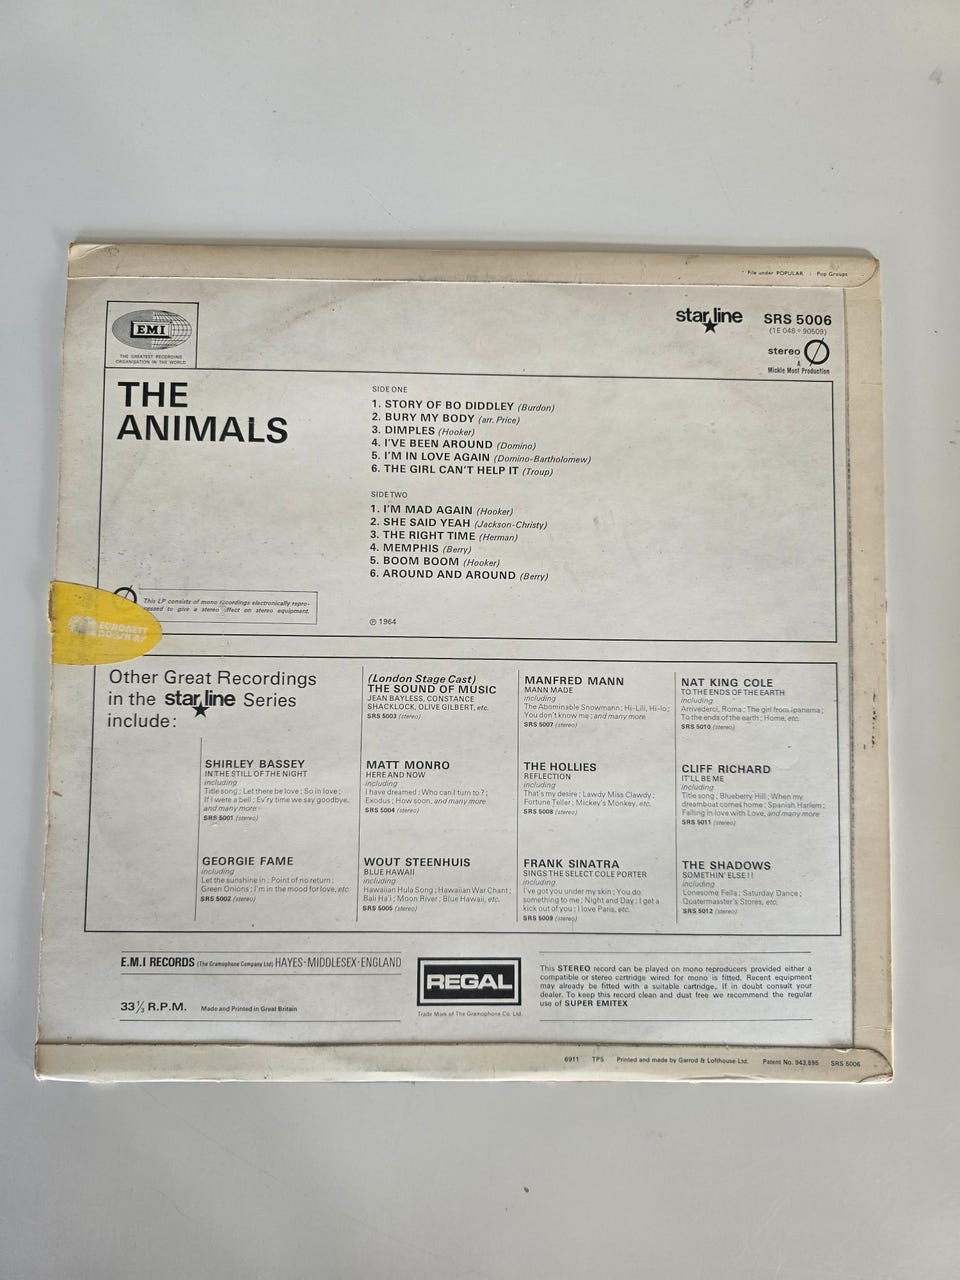 File under POPULAR : Pop Groups
EMI
THE GREATEST RECORDING
ORGANISATION IN THE WORLD
star line
SRS 5006
(1E 048 ◦ 90509)
stereo
A
Mickie Most Production
THE
ANIMALS
SIDE ONE
1. STORY OF BO DIDDLEY (Burdon)
2. BURY MY BODY (arr. Price)
3. DIMPLES (Hooker)
4. I'VE BEEN AROUND (Domino)
5. I'M IN LOVE AGAIN (Domino-Bartholomew)
6. THE GIRL CAN'T HELP IT (Troup)
SIDE TWO
1. I'M MAD AGAIN (Hooker)
2. SHE SAID YEAH (Jackson-Christy)
3. THE RIGHT TIME (Herman)
4. MEMPHIS (Berry)
5. BOOM BOOM (Hooker)
6. AROUND AND AROUND (Berry)
℗ 1964
This LP consists of mono recordings electronically repro-
cessed to give a stereo effect on stereo equipment.
Other Great Recordings
in the star line Series
include:
SHIRLEY BASSEY
IN THE STILL OF THE NIGHT
including
Title song; Let there be love; So in love;
If I were a bell; Ev'ry time we say goodbye,
and many more
SRS 5001 (stereo)
GEORGIE FAME
including
Let the sunshine in; Point of no return;
Green Onions; I'm in the mood for love, etc.
SRS 5002 (stereo)
(London Stage Cast)
THE SOUND OF MUSIC
JEAN BAYLESS, CONSTANCE
SHACKLOCK, OLIVE GILBERT, etc.
SRS 5003 (stereo)
MATT MONRO
HERE AND NOW
including
I have dreamed; Who can I turn to?;
Exodus; How soon, and many more
SRS 5004 (stereo)
WOUT STEENHUIS
BLUE HAWAII
including
Hawaiian Hula Song; Hawaiian War Chant;
Bali Ha'i; Moon River; Blue Hawaii, etc.
SRS 5005 (stereo)
MANFRED MANN
MANN MADE
including
The Abominable Snowmann; Hi-Lili, Hi-lo;
You don't know me; and many more
SRS 5007 (stereo)
THE HOLLIES
REFLECTION
including
That's my desire; Lawdy Miss Clawdy;
Fortune Teller; Mickey's Monkey, etc.
SRS 5008 (stereo)
FRANK SINATRA
SINGS THE SELECT COLE PORTER
including
I've got you under my skin; You do
something to me; Night and Day; I get a
kick out of you; I love Paris, etc.
SRS 5009 (stereo)
NAT KING COLE
TO THE ENDS OF THE EARTH
including
Arrivederci, Roma; The girl from Ipanema;
To the ends of the earth; Home, etc.
SRS 5010 (stereo)
CLIFF RICHARD
IT'LL BE ME
including
Title song; Blueberry Hill; When my
dreamboat comes home; Spanish Harlem;
Falling in love with Love, and many more
SRS 5011 (stereo)
THE SHADOWS
SOMETHIN' ELSE!!
including
Lonesome Fella; Saturday Dance;
Quatermasster's Stores, etc.
SRS 5012 (stereo)
E.M.I RECORDS (The Gramophone Company Ltd) HAYES · MIDDLESEX · ENGLAND
33⅓ R.P.M. Made and Printed in Great Britain
REGAL
Trade Mark of The Gramophone Co. Ltd.
This STEREO record can be played on mono reproducers provided either a
compatible or stereo cartridge wired for mono is fitted. Recent equipment
may already be fitted with a suitable cartridge. If in doubt consult your
dealer. To keep this record clean and dust free we recommend the regular
use of SUPER EMITEX
6911 TPS Printed and made by Garrod & Lofthouse Ltd. Patent No. 943,895 SRS 5006